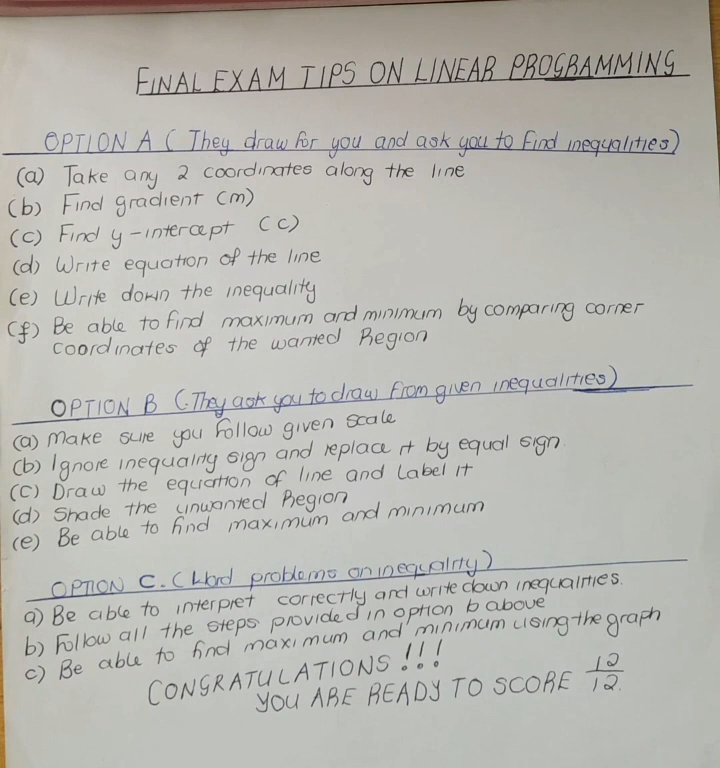 FINAL EXAM TIPS ON LINEAR PROGRAMMING
OPTION A ( They draw for you and ask you to find inequalities)
(a) Take any 2 coordinates along the line
(b) Find gradient (m)
(c) Find y-intercept (c)
(d) Write equation of the line
(e) Write down the inequality
(f) Be able to find maximum and minimum by comparing corner
coordinates of the wanted Region
OPTION B (They ask you to draw from given inequalities)
(a) Make sure you follow given scale
(b) Ignore inequality sign and replace it by equal sign
(c) Draw the equation of line and Label it
(d) Shade the unwanted Region
(e) Be able to find maximum and minimum
OPTION C. (Word problems on inequality)
a) Be able to interpret correctly and write down inequalities.
b) Follow all the steps provided in option b above
c) Be able to find maximum and minimum using the graph
CONGRATULATIONS !!!
YOU ARE READY TO SCORE 12/12.